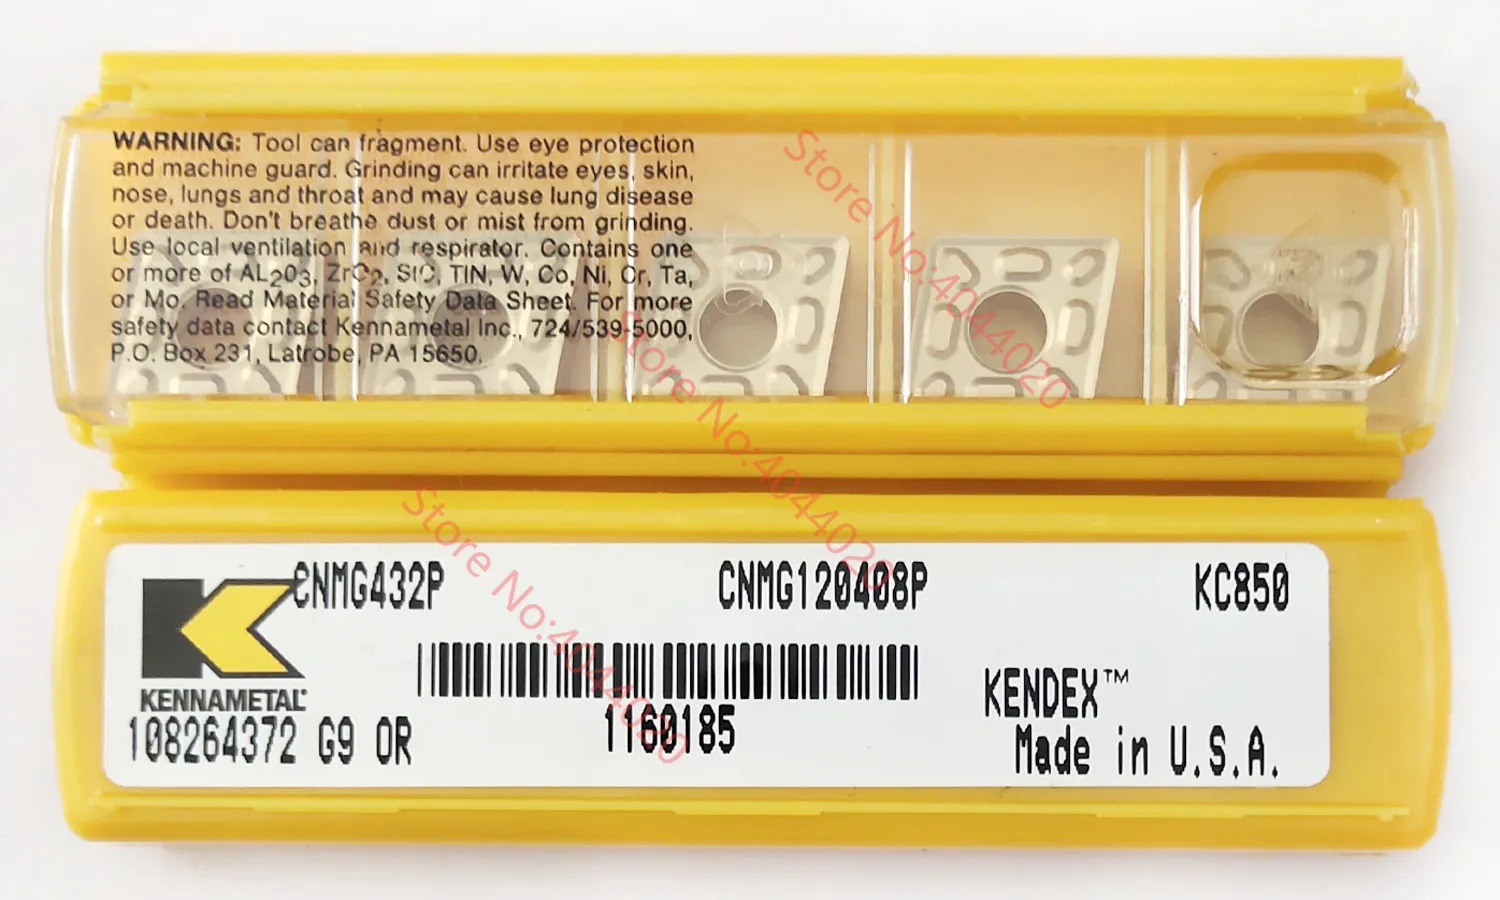 WARNING: Tool can fragment. Use eye protection
and machine guard. Grinding can irritate eyes, skin,
nose, lungs and throat and may cause lung disease
or death. Don't breathe dust or mist from grinding.
Use local ventilation and respirator. Contains one
or more of AL2O3, ZrO2, SIC, TIN, W, Co, Ni, Cr, Ta,
or Mo. Read Material Safety Data Sheet. For more
safety data contact Kennametal Inc., 724/539-5000,
P.O. Box 231, Latrobe, PA 15650.
Store No:4044020
Store No:4044020
Store No:4044020
CNMG432P CNMG120408P KC850
KENNAMETAL
KENDEX™
108264372 G9 OR 1160185 Made in U.S.A.